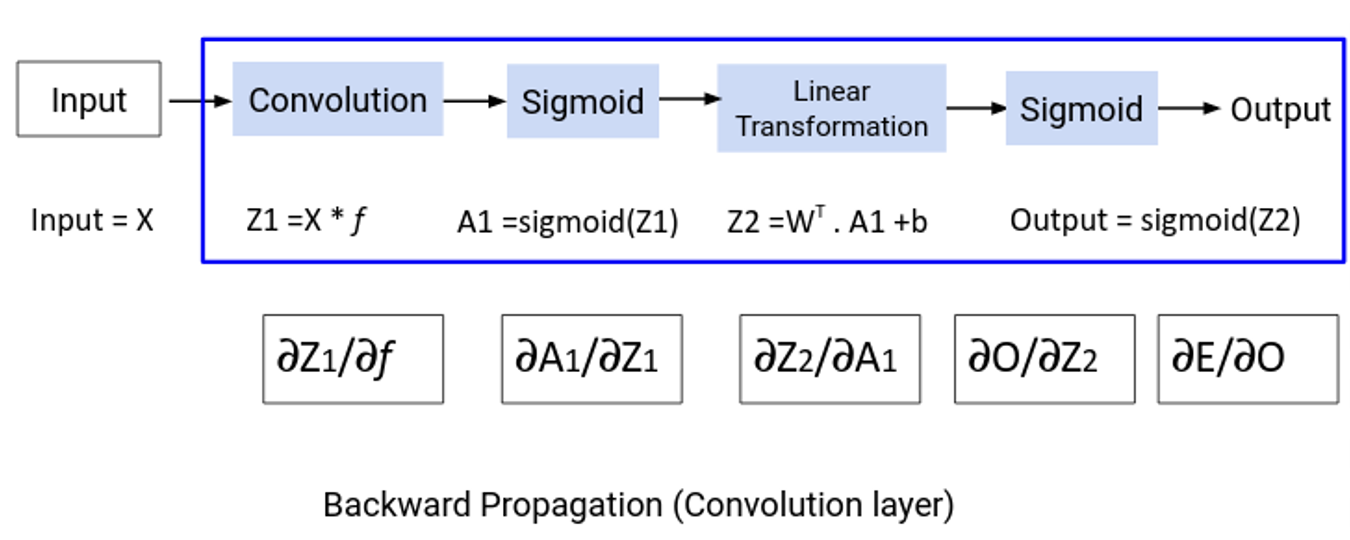 Input
Convolution
Sigmoid
Linear
Transformation
Sigmoid
Output
Input = X
Z1 =X * f
A1 =sigmoid(Z1)
Z2 =Wᵀ . A1 +b
Output = sigmoid(Z2)
∂Z1/∂f
∂A1/∂Z1
∂Z2/∂A1
∂O/∂Z2
∂E/∂O
Backward Propagation (Convolution layer)